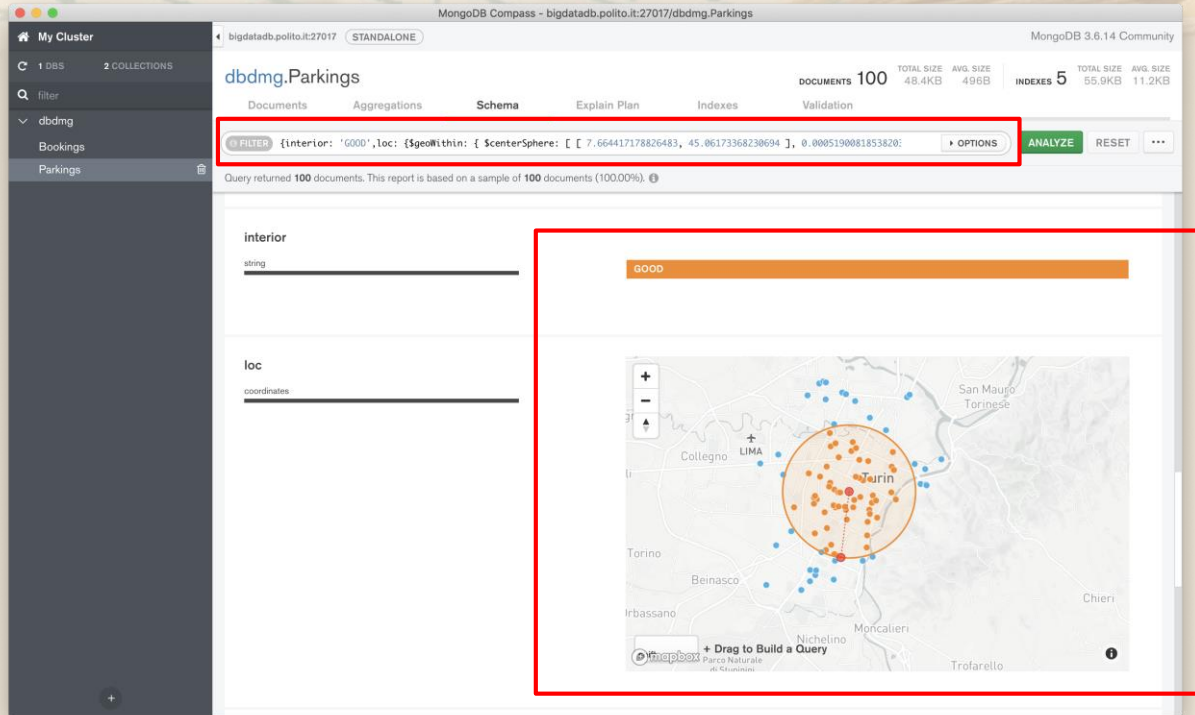 MongoDB Compass - bigdatadb.polito.it:27017/dbdmg.Parkings
My Cluster
bigdatadb.polito.it:27017 STANDALONE
MongoDB 3.6.14 Community
1 DBS 2 COLLECTIONS
filter
dbdmg
Bookings
Parkings
dbdmg.Parkings
DOCUMENTS 100 TOTAL SIZE 48.4KB AVG. SIZE 496B INDEXES 5 TOTAL SIZE 55.9KB AVG. SIZE 11.2KB
Documents Aggregations Schema Explain Plan Indexes Validation
FILTER {interior: 'GOOD',loc: {$geoWithin: { $centerSphere: [ [ 7.664417178826483, 45.06173368230694 ], 0.000519008185382 OPTIONS ANALYZE RESET ...
Query returned 100 documents. This report is based on a sample of 100 documents (100.00%).
interior
string
GOOD
loc
coordinates
+
−
San Mauro
Torinese
Collegno
LIMA
Turin
Torino
Beinasco
Chieri
Orbassano
Moncalieri
Nichelino
+ Drag to Build a Query
mapbox
Parco Naturale
di Stupinigi
Trofarello
+